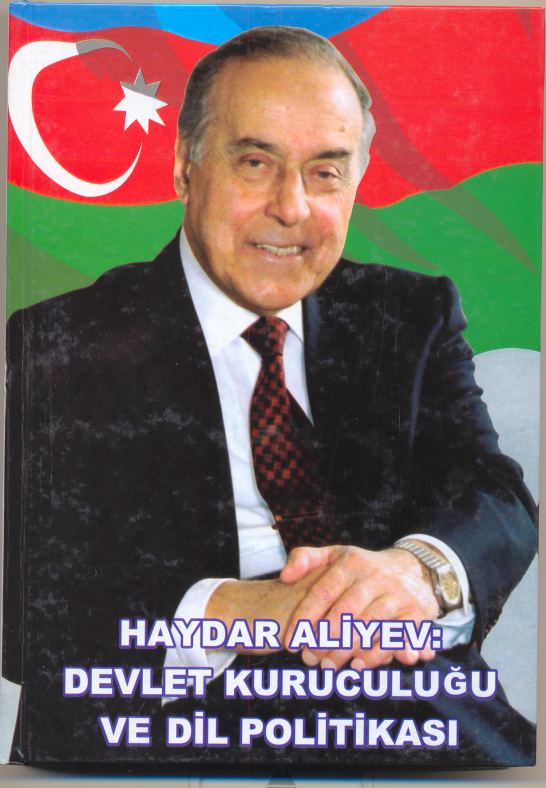 HAYDAR ALİYEV:
DEVLET KURUCULUĞU
VE DİL POLİTİKASI